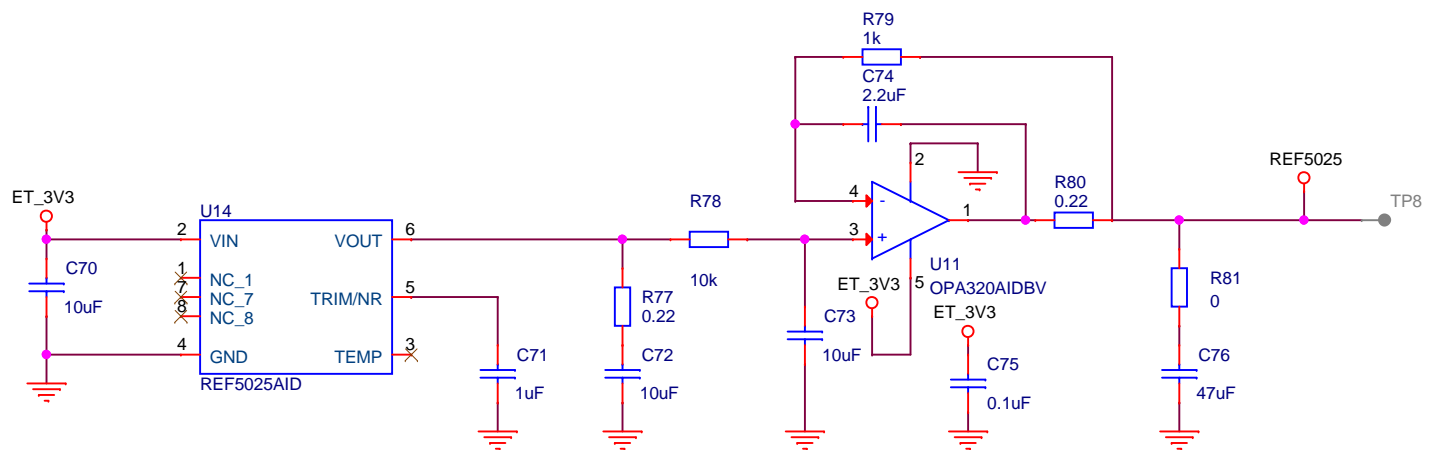 R79
1k
C74
2.2uF
2
REF5025
ET_3V3
R80
0.22
TP8
U14
R78
4
-
1
2
VIN
VOUT
6
3
+
C70
10uF
1
NC_1
7
NC_7
8
NC_8
TRIM/NR
5
R77
0.22
10k
ET_3V3
5
U11
OPA320AIDBV
R81
0
ET_3V3
C73
10uF
4
GND
TEMP
3
REF5025AID
C71
1uF
C72
10uF
C75
0.1uF
C76
47uF